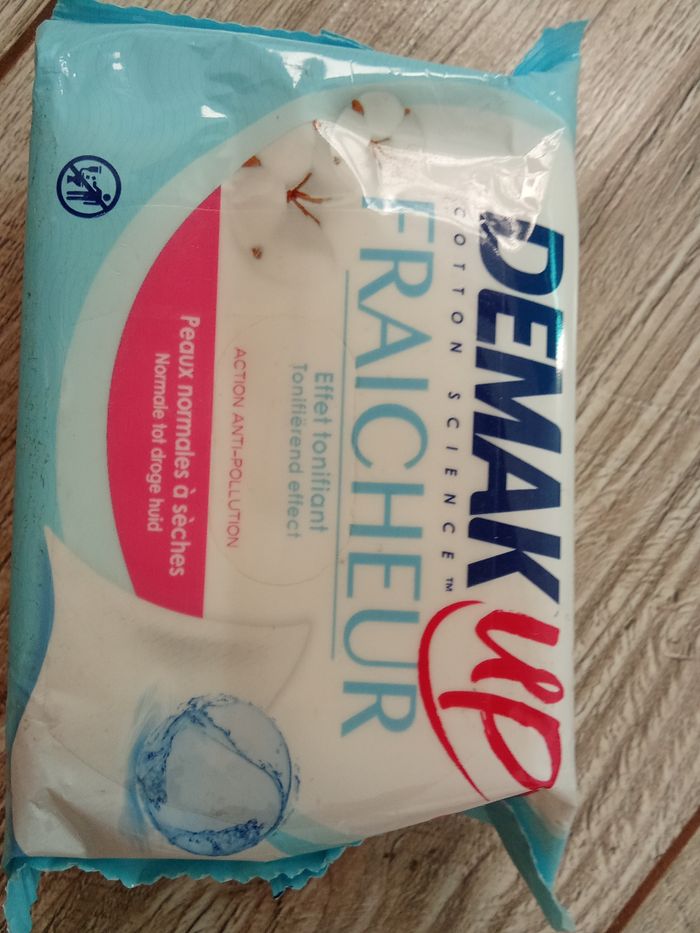 DEMAK up
COTTON SCIENCE™
FRAICHEUR
Effet tonifiant
Tonifiërend effect
ACTION ANTI-POLLUTION
Peaux normales à sèches
Normale tot droge huid